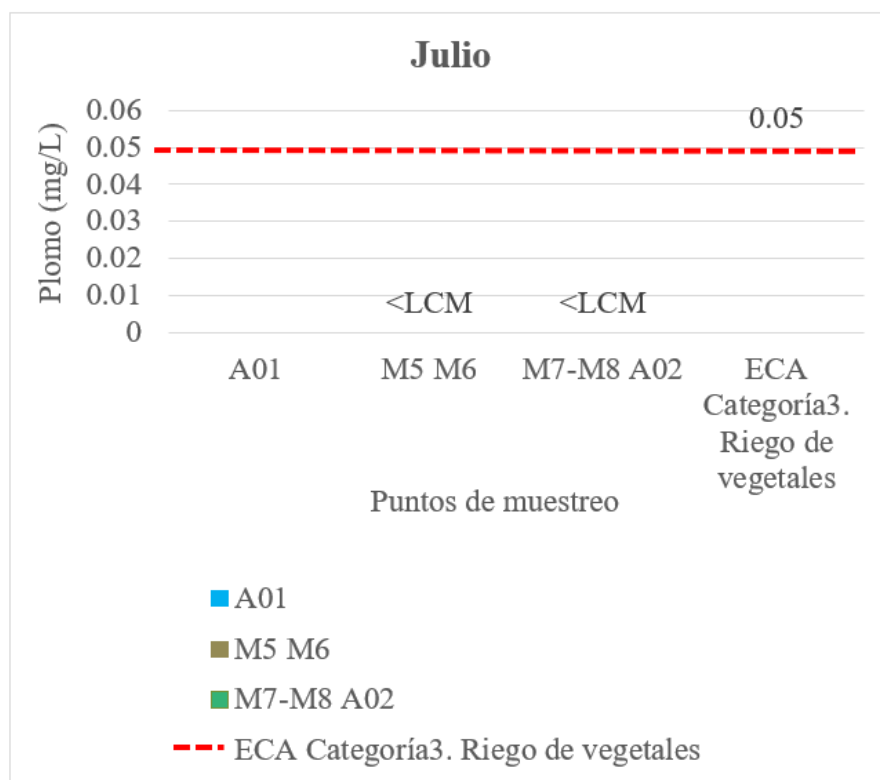 Julio
Plomo (mg/L)
0.06
0.05
0.04
0.03
0.02
0.01
0
0.05
<LCM
<LCM
A01
M5 M6
M7-M8 A02
ECA
Categoría3.
Riego de
vegetales
Puntos de muestreo
A01
M5 M6
M7-M8 A02
ECA Categoría3. Riego de vegetales